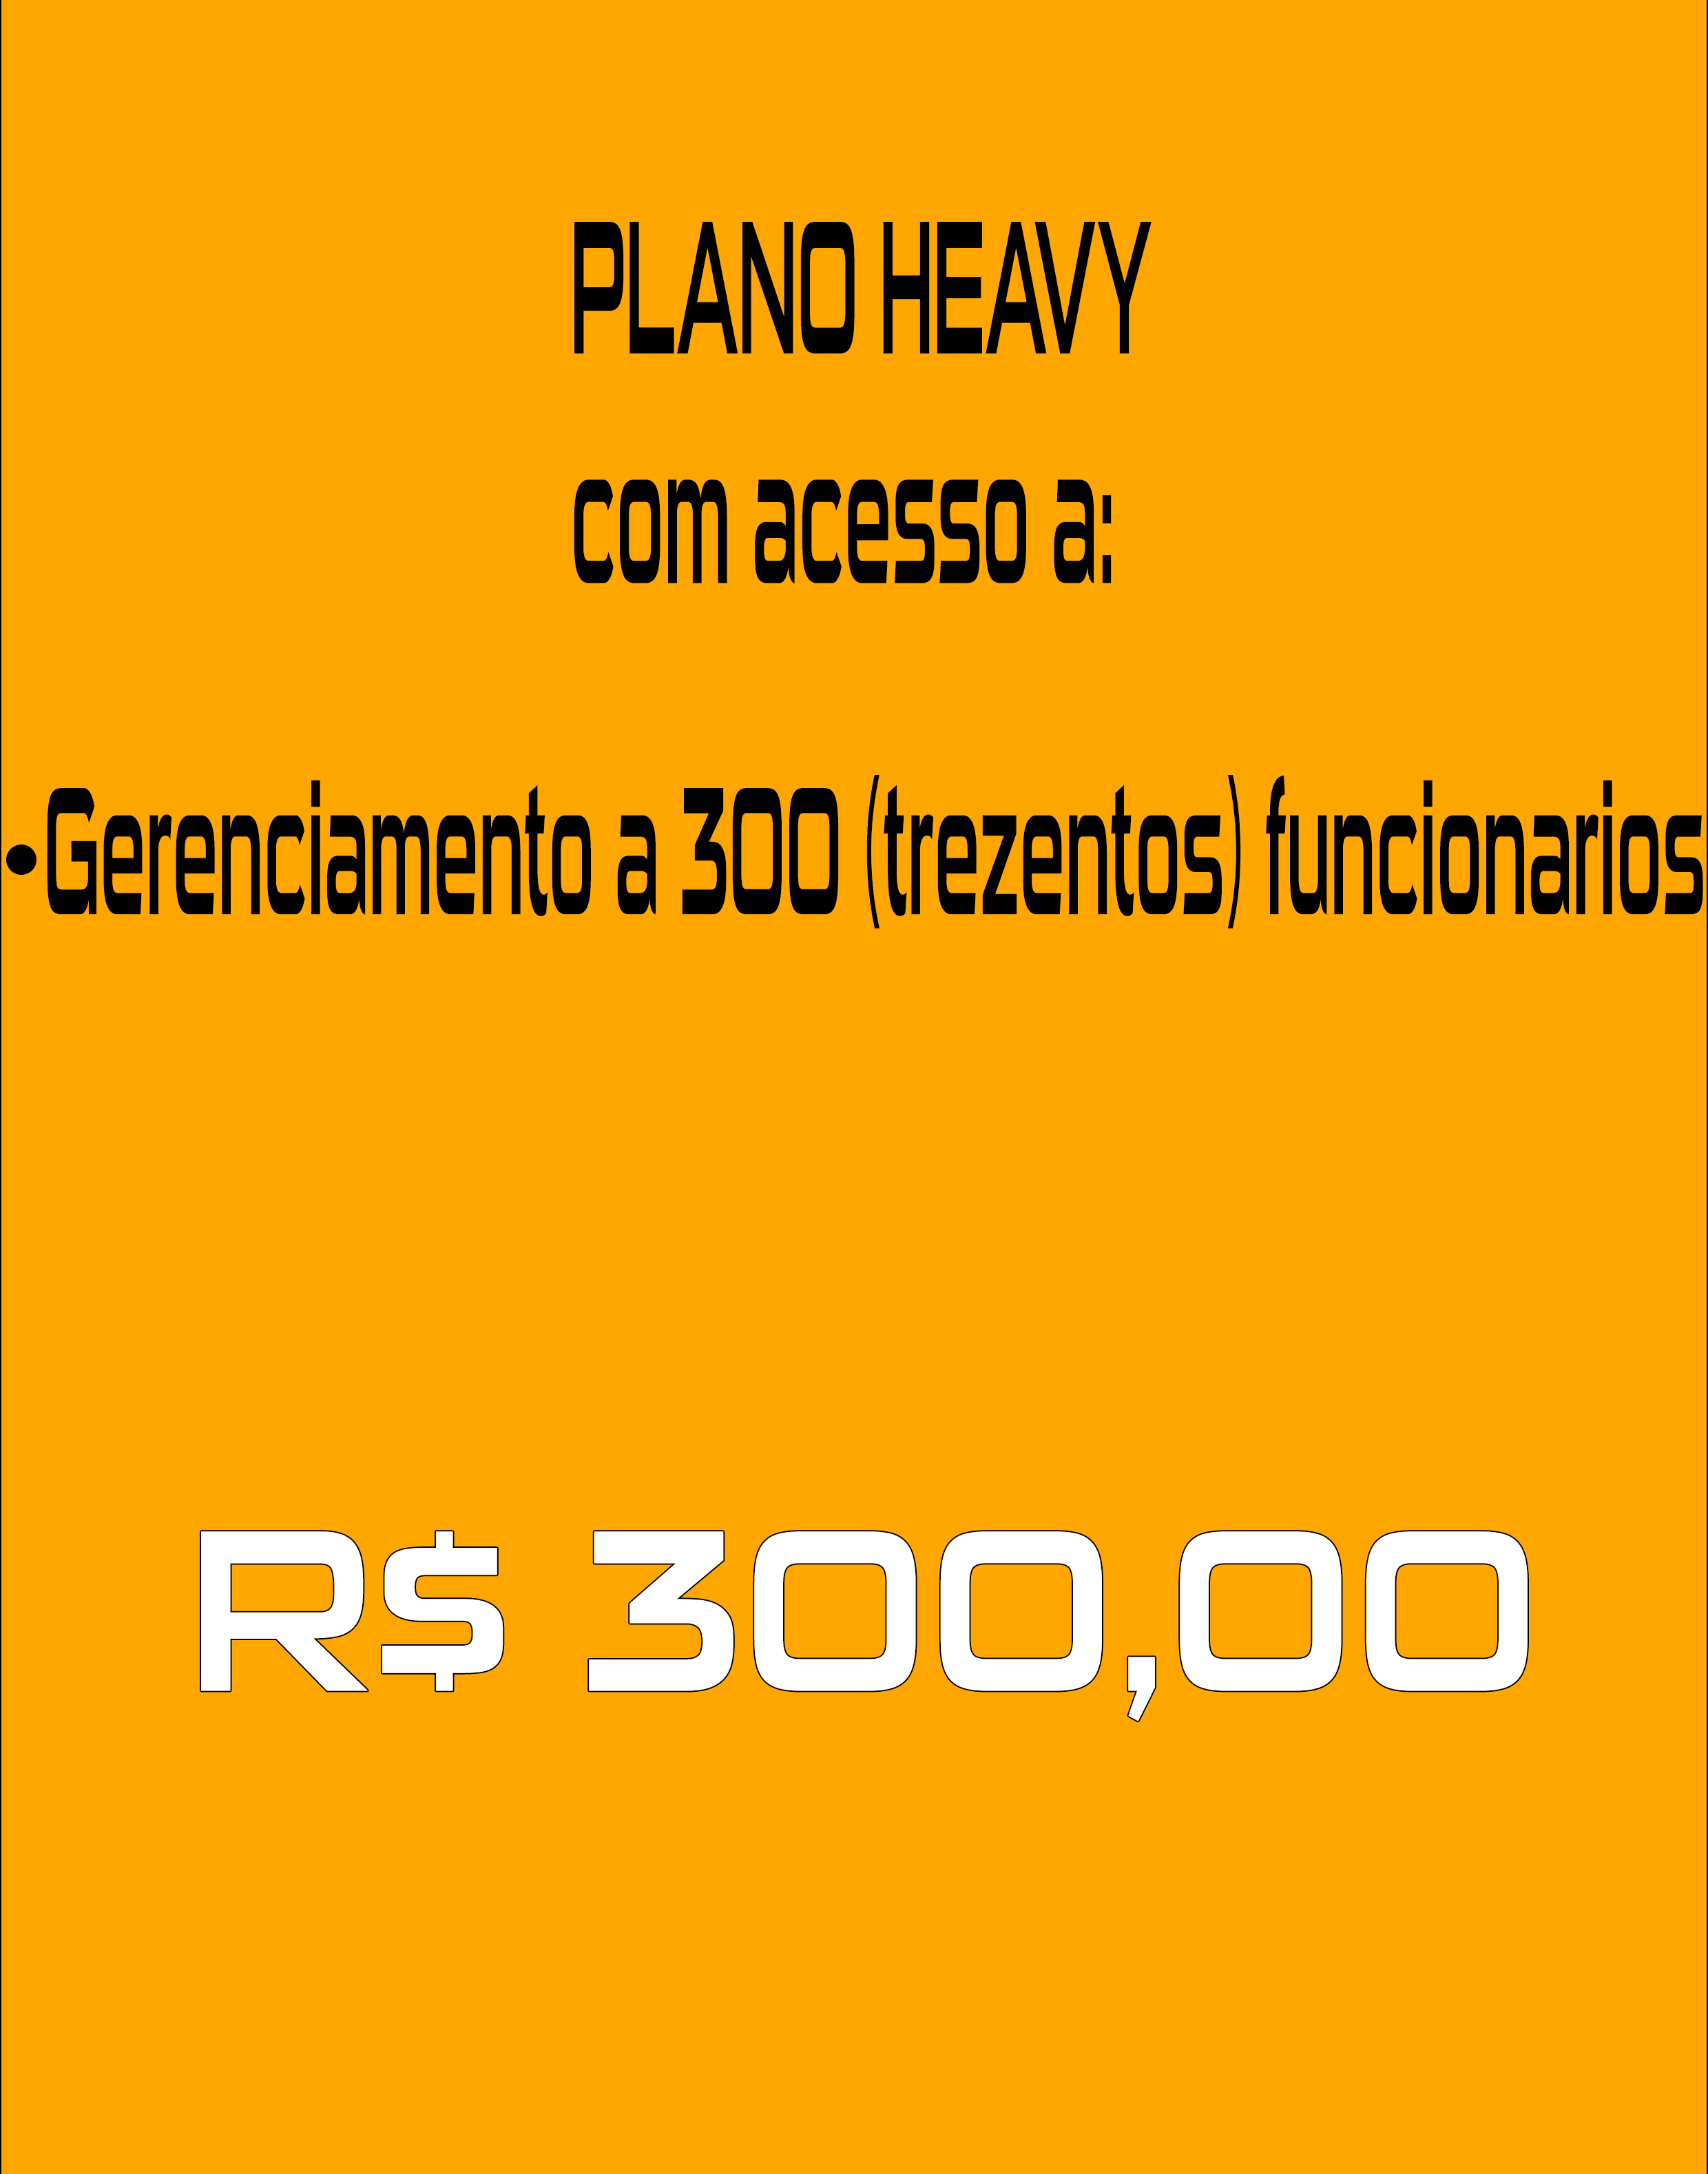 PLANO HEAVY
com acesso a:
•Gerenciamento a 300 (trezentos) funcionarios
R$ 300,00